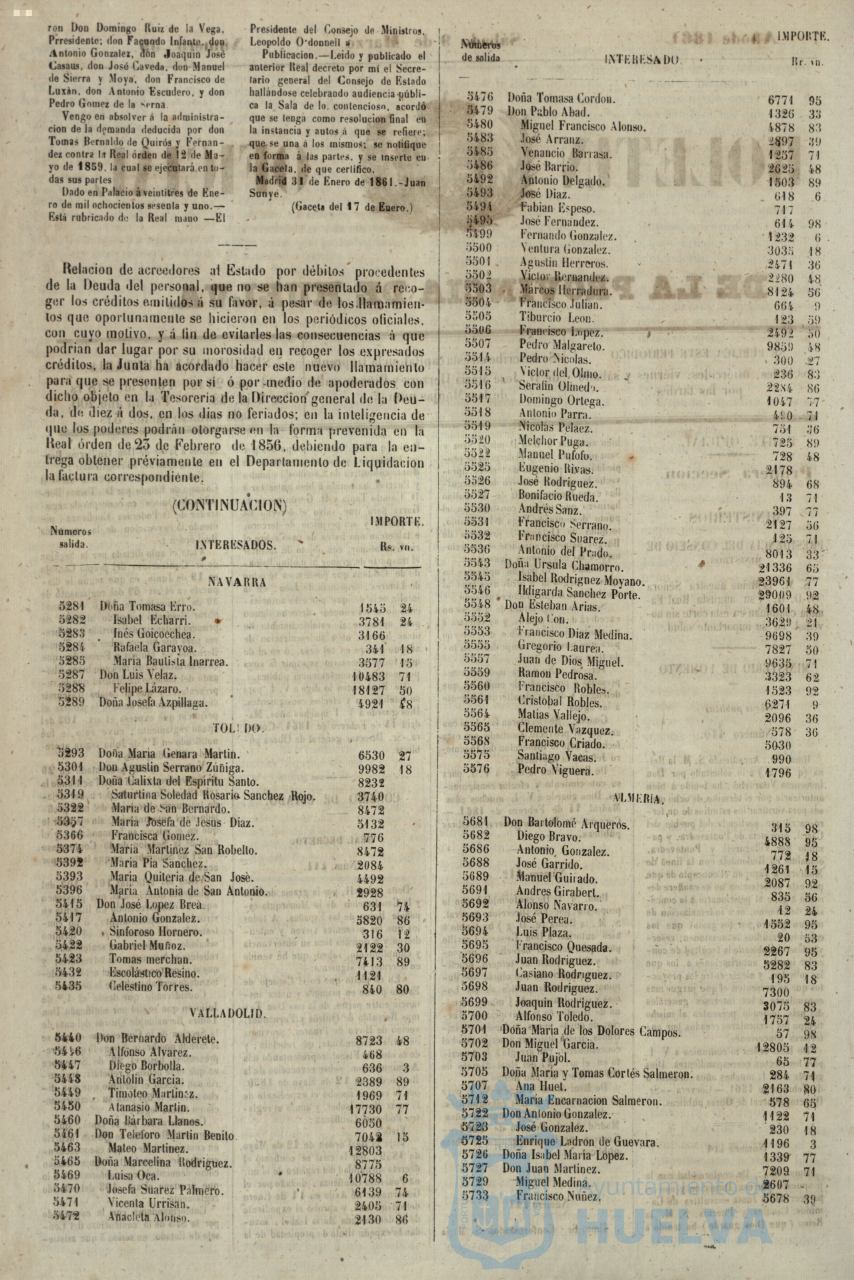 ron Don Domingo Ruiz de la Vega,
Prresidente; don Facundo Infante, don
Antonio Gonzalez, don Joaquin José
Casaus, don José Caveda, don Manuel
de Sierra y Moya, don Francisco de
Luxán, don Antonio Escudero, y don
Pedro Gomez de la serna
Vengo en absolver á la administra-
cion de la demanda deducida por don
Tomas Bernaldo de Quirós y Fernan-
dez contra la Real órden de 12 de Ma-
yo de 1859, la cual se ejecutará en to-
das sus partes
Dado en Palacio á veintitres de Ene-
ro de mil ochocientos sesenta y uno.—
Está rubricado de la Real mano —El
Presidente del Consejo de Ministros,
Leopoldo O'donnell »
Publicacion.—Leido y publicado el
anterior Real decreto por mí el Secre-
tario general del Consejo de Estado
hallándose celebrando audiencia públi-
ca la Sala de lo contencioso, acordó
que se tenga como resolucion final en
la instancia y autos á que se refiere;
que se una á los mismos; se notifique
en forma á las partes, y se inserte en
la Gaceta, de que certifico.
Madrid 31 de Enero de 1861.-Juan
Sunye.
(Gaceta del 17 de Enero.)
Relacion de acreedores al Estado por débitos procedentes
de la Deuda del personal, que no se han presentado á reco-
ger los créditos emitidos á su favor, á pesar de los llamamien-
tos que oportunamente se hicieron en los periódicos oficiales,
con cuyo motivo, y á fin de evitarles las consecuencias á que
podrian dar lugar por su morosidad en recoger los expresados
créditos, la Junta ha acordado hacer este nuevo llamamiento
para que se presenten por si ó por medio de apoderados con
dicho objeto en la Tesoreria de la Direccion general de la Deu-
da, de diez á dos, en los dias no feriados; en la inteligencia de
que los poderes podrán otorgarse en la forma prevenida en la
Real órden de 23 de Febrero de 1856, debiendo para la en-
trega obtener préviamente en el Departamento de Liquidacion
la factura correspondiente.
(CONTINUACION)
IMPORTE.
Números
salida. INTERESADOS. Rs. vn.
NAVARRA
5281 Doña Tomasa Erro. 1545 24
5282 Isabel Echarri. 3781 24
5283 Inés Goicoechea. 3166
5284 Rafaela Garayoa. 341 18
5285 Maria Bautista Inarrea. 3577 15
5287 Don Luis Velaz. 10483 71
5288 Felipe Lázaro. 18127 50
5289 Doña Josefa Azpillaga. 4921 48
TOLEDO.
5293 Doña Maria Genara Martin. 6530 27
5301 Don Agustin Serrano Zúñiga. 9982 18
5311 Doña Calixta del Espíritu Santo. 8232
5319 Saturtina Soledad Rosario Sanchez Rojo. 3740
5322 Maria de San Bernardo. 8472
5357 Maria Josefa de Jesus Diaz. 5132
5366 Francisca Gomez. 776
5374 Maria Martinez San Robello. 8472
5392 Maria Pia Sanchez. 2084
5393 Maria Quiteria de San José. 4492
5396 Maria Antonia de San Antonio. 2928
5415 Don José Lopez Brea. 631 74
5417 Antonio Gonzalez. 5820 86
5420 Sinforoso Hornero. 316 12
5422 Gabriel Muñoz. 2122 30
5423 Tomas merchan. 7413 89
5432 Escolástico Resino. 1121
5435 Celestino Torres. 840 80
VALLADOLID.
5440 Don Bernardo Alderete. 8723 48
5446 Alfonso Alvarez. 468
5447 Diego Borbolla. 636 3
5448 Antolin Garcia. 2389 89
5449 Timoteo Martinez. 1969 71
5450 Atanasio Martin. 17730 77
5460 Doña Bárbara Llanos. 6050
5461 Don Telefóro Martin Benito 7042 15
5463 Mateo Martinez. 12803
5465 Doña Marcelina Rodriguez. 8775
5469 Luisa Oca. 10788 6
5470 Josefa Suarez Palmero. 6139 74
5471 Vicenta Urrisan. 2405 71
5472 Anacleta Alonso. 2130 86
IMPORTE.
Números
de salida INTERESADO. Rr. vn.
5476 Doña Tomasa Cordon. 6771 95
5479 Don Pablo Abad. 1326 33
5480 Miguel Francisco Alonso. 4878 83
5483 José Arranz. 2897 39
5485 Venancio Barrasa. 1257 71
5486 José Barrio. 2625 48
5492 Antonio Delgado. 1503 89
5493 José Diaz. 618 6
5494 Fabian Espeso. 717
5495 José Fernandez. 614 98
5499 Fernando Gonzalez. 1232 6
5500 Ventura Gonzalez. 3035 18
5501 Agustin Herreros. 2471 36
5502 Victor Hernandez. 2280 48
5503 Marcos Herradura. 8124 56
5504 Francisco Julian. 664 9
5505 Tiburcio Leon. 123 59
5506 Francisco Lopez. 2492 50
5507 Pedro Malgareto. 9859 48
5514 Pedro Nicolas. 300 27
5515 Victor del Olmo. 236 83
5516 Serafin Olmedo. 2284 86
5517 Domingo Ortega. 1047 77
5518 Antonio Parra. 490 71
5519 Nicolas Pelaez. 751 36
5520 Melchor Puga. 725 89
5522 Manuel Pufofo. 728 48
5525 Eugenio Rivas. 2178
5526 José Rodriguez. 894 68
5527 Bonifacio Rueda. 13 71
5530 Andrés Sanz. 397 77
5531 Francisco Serrano. 2127 56
5532 Francisco Suarez. 125 71
5536 Antonio del Prado. 8013 33
5543 Doña Ursula Chamorro. 21336 65
5545 Isabel Rodriguez Moyano. 23961 77
5546 Ildigarda Sanchez Porte. 29009 92
5548 Don Esteban Arias. 1601 48
5552 Alejo Con. 3629 21
5553 Francisco Diaz Medina. 9698 39
5555 Gregorio Laurea. 7827 50
5557 Juan de Dios Miguel. 9635 71
5559 Ramon Pedrosa. 3323 62
5560 Francisco Robles. 1523 92
5561 Cristobal Robles. 6271 9
5564 Matias Vallejo. 2096 36
5565 Clemente Vazquez. 578 36
5568 Francisco Criado. 5030
5575 Santiago Vacas. 990
5576 Pedro Viguera. 1796
ALMERIA.
5681 Don Bartolomé Arqueros. 315 98
5682 Diego Bravo. 4888 95
5686 Antonio Gonzalez. 772 18
5688 José Garrido. 1261 15
5689 Manuel Guirado. 2087 92
5691 Andres Girabert. 835 56
5692 Alonso Navarro. 12 24
5693 José Perea. 1552 95
5694 Luis Plaza. 20 53
5695 Francisco Quesada. 2267 95
5696 Juan Rodriguez. 5282 83
5697 Casiano Rodriguez. 195 18
5698 Juan Rodriguez. 7300
5699 Joaquin Rodriguez. 3075 83
5700 Alfonso Toledo. 1757 24
5701 Doña Maria de los Dolores Campos. 57 98
5702 Don Miguel Garcia. 12805 12
5703 Juan Pujol. 65 77
5705 Doña Maria y Tomas Cortés Salmeron. 284 71
5707 Ana Huet. 2163 80
5712 Maria Encarnacion Salmeron. 578 65
5722 Don Antonio Gonzalez. 1122 71
5723 José Gonzalez. 230 18
5725 Enrique Ladron de Guevara. 1196 3
5726 Doña Isabel Maria Lopez. 1339 77
5727 Don Juan Martinez. 7209 71
5729 Miguel Medina. 2607
5733 Francisco Nuñez. 5678 39
ayuntamiento de
HUELVA